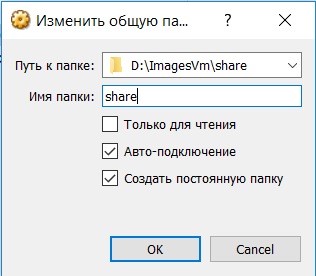 Изменить общую па...
Путь к папке: D:\ImagesVm\share
Имя папки: share
Только для чтения
Авто-подключение
Создать постоянную папку
OK Cancel